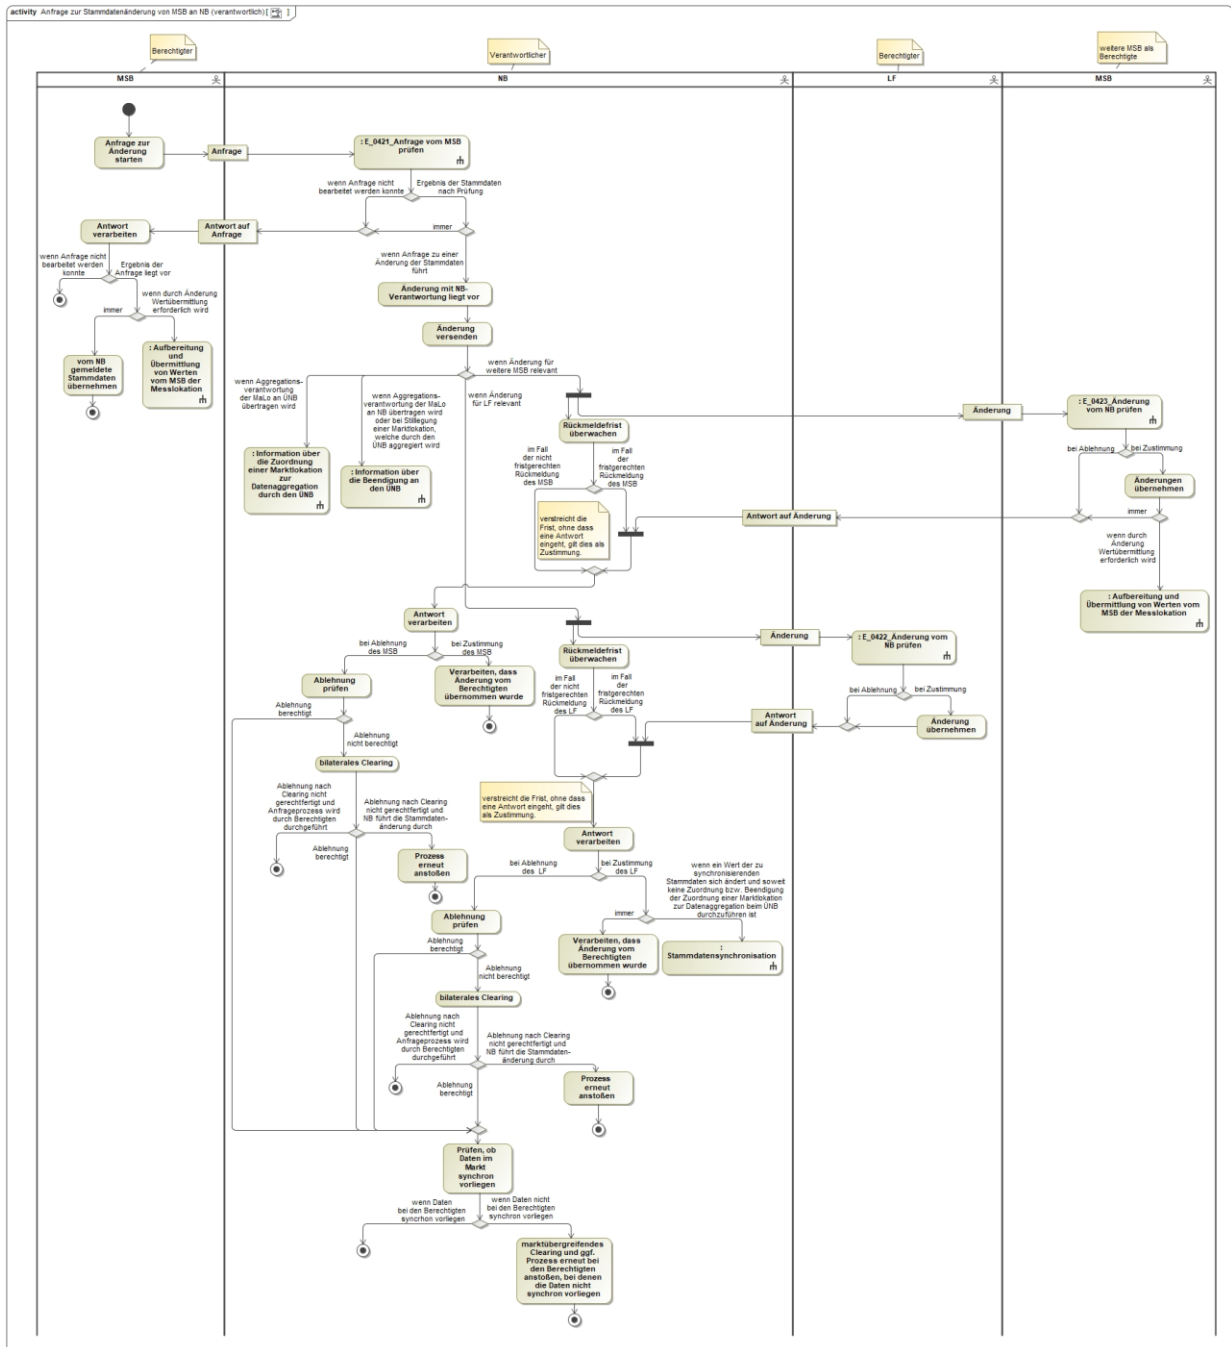 activity Anfrage zur Stammdatenänderung von MSB an NB (verantwortlich) [ ]
Berechtigter
Verantwortlicher
Berechtigter
weitere MSB als
Berechtigte
MSB
NB
LF
MSB
Anfrage zur
Änderung
starten
Anfrage
: E_0421_Anfrage vom MSB
prüfen
wenn Anfrage nicht
bearbeitet werden konnte
Ergebnis der Stammdaten
nach Prüfung
Antwort
verarbeiten
Antwort auf
Anfrage
immer
wenn Anfrage nicht
bearbeitet werden
konnte
Ergebnis der
Anfrage liegt vor
wenn Anfrage zu einer
Änderung der Stammdaten
führt
Änderung mit NB-
Verantwortung liegt vor
wenn durch Änderung
Wertübermittlung
erforderlich wird
immer
Änderung
versenden
vom NB
gemeldete
Stammdaten
übernehmen
: Aufbereitung
und
Übermittlung
von Werten
vom MSB der
Messlokation
wenn Änderung für
weitere MSB relevant
wenn Aggregations-
verantwortung
der MaLo an ÜNB
übertragen wird
wenn Aggregations-
verantwortung der MaLo
an NB übertragen wird
oder bei Stilllegung
einer Marktlokation,
welche durch den
ÜNB aggregiert wird
wenn Änderung
für LF relevant
Änderung
: E_0423_Änderung
vom NB prüfen
Rückmeldefrist
überwachen
: Information über
die Zuordnung
einer Marktlokation
zur
Datenaggregation
durch den ÜNB
: Information über
die Beendigung an
den ÜNB
im Fall
der nicht
fristgerechten
Rückmeldung
des MSB
im Fall
der
fristgerechten
Rückmeldung
des MSB
bei Ablehnung
bei Zustimmung
Änderungen
übernehmen
verstreicht die
Frist, ohne dass
eine Antwort
eingeht, gilt dies als
Zustimmung.
Antwort auf Änderung
immer
wenn durch
Änderung
Wertübermittlung
erforderlich wird
: Aufbereitung und
Übermittlung von Werten vom
MSB der Messlokation
Antwort
verarbeiten
bei Ablehnung
des MSB
bei Zustimmung
des MSB
Rückmeldefrist
überwachen
Änderung
: E_0422_Änderung vom
NB prüfen
Ablehnung
prüfen
Verarbeiten, dass
Änderung vom
Berechtigten
übernommen wurde
im Fall
der nicht
fristgerechten
Rückmeldung
des LF
im Fall
der
fristgerechten
Rückmeldung
des LF
bei Ablehnung
bei Zustimmung
Ablehnung
berechtigt
Antwort
auf Änderung
Änderung
übernehmen
Ablehnung
nicht berechtigt
bilaterales Clearing
Ablehnung nach
Clearing nicht
gerechtfertigt und
Anfrageprozess wird
durch Berechtigten
durchgeführt
Ablehnung nach Clearing
nicht gerechtfertigt und
NB führt die Stammdaten-
änderung durch
verstreicht die Frist, ohne dass
eine Antwort eingeht, gilt dies
als Zustimmung.
Antwort
verarbeiten
Ablehnung
berechtigt
Prozess
erneut
anstoßen
bei Ablehnung
des LF
bei Zustimmung
des LF
wenn ein Wert der zu
synchronisierenden
Stammdaten sich ändert und soweit
keine Zuordnung bzw. Beendigung
der Zuordnung einer Marktlokation
zur Datenaggregation beim ÜNB
durchzuführen ist
Ablehnung
prüfen
immer
Ablehnung
berechtigt
Verarbeiten, dass
Änderung vom
Berechtigten
übernommen wurde
:
Stammdatensynchronisation
Ablehnung
nicht berechtigt
bilaterales Clearing
Ablehnung nach
Clearing nicht
gerechtfertigt und
Anfrageprozess wird
durch Berechtigten
durchgeführt
Ablehnung nach Clearing
nicht gerechtfertigt und
NB führt die Stammdaten-
änderung durch
Ablehnung
berechtigt
Prozess
erneut
anstoßen
Prüfen, ob
Daten im
Markt
synchron
vorliegen
wenn Daten
bei den Berechtigten
syncrhon vorliegen
wenn Daten nicht
bei den Berechtigten
synchron vorliegen
marktübergreifendes
Clearing und ggf.
Prozess erneut bei
den Berechtigten
anstoßen, bei denen
die Daten nicht
synchron vorliegen